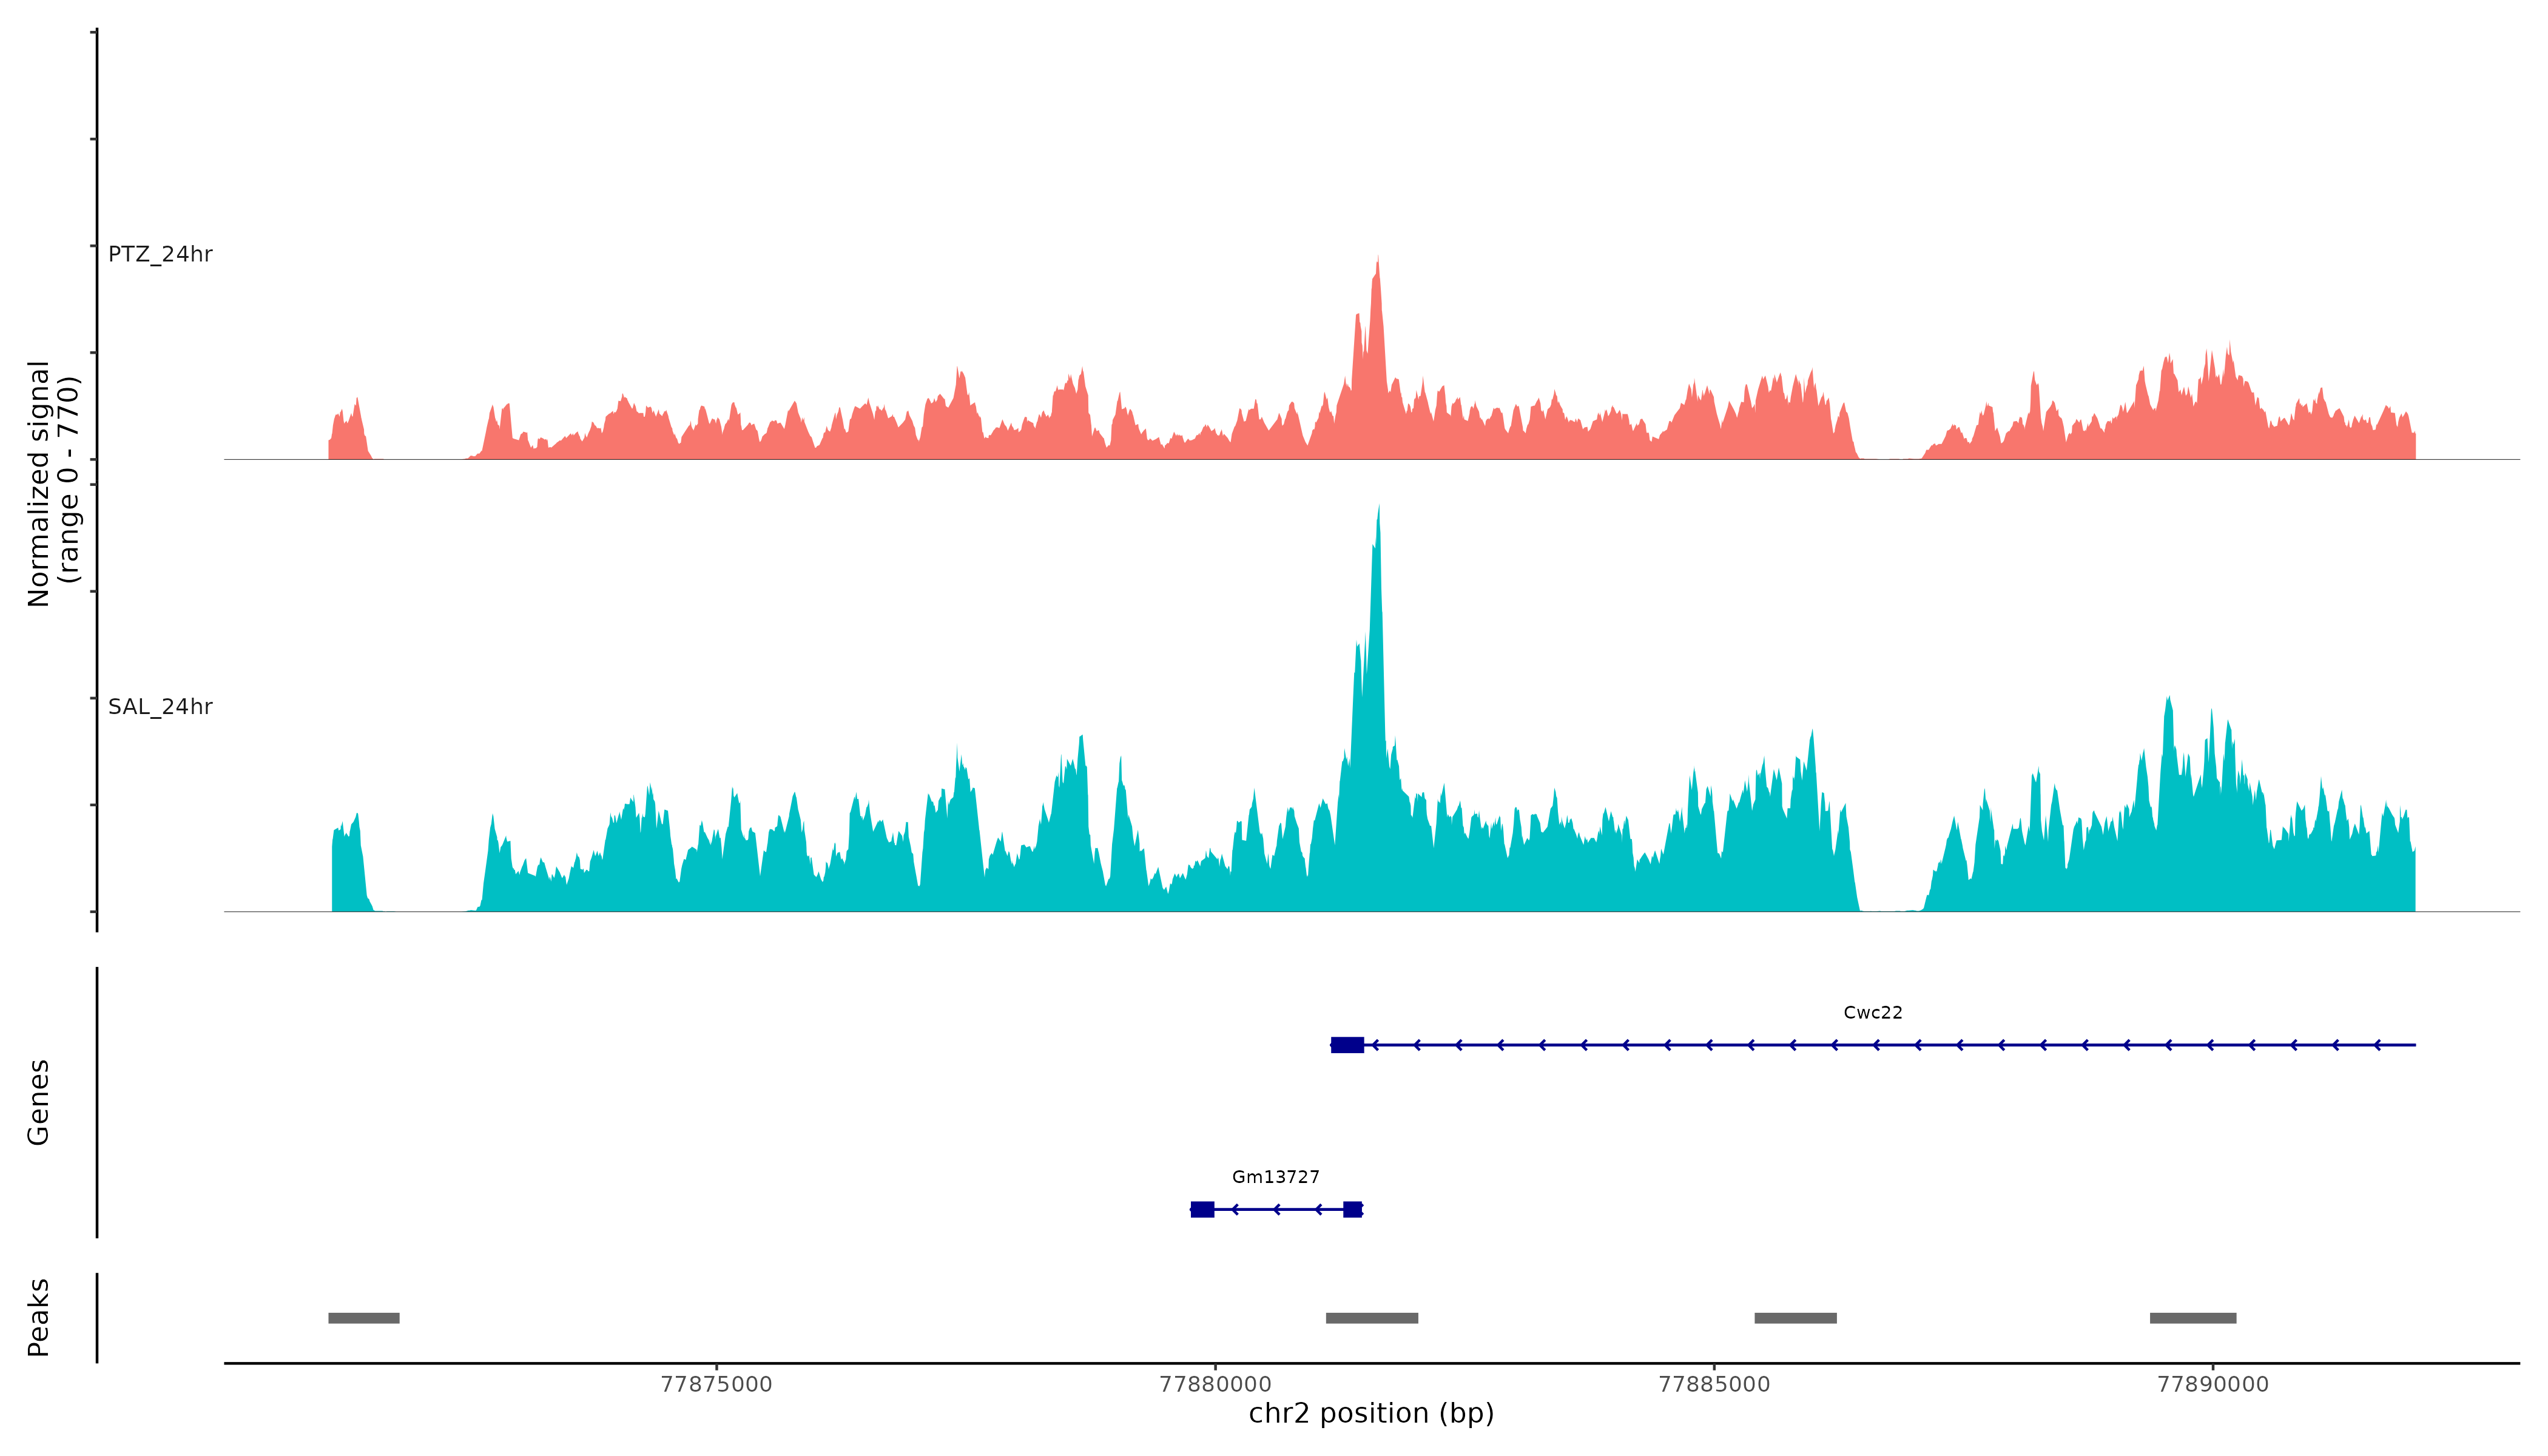 Normalized signal
(range 0 - 770)
PTZ_24hr
SAL_24hr
Genes
Cwc22
Gm13727
Peaks
77875000 77880000 77885000 77890000
chr2 position (bp)